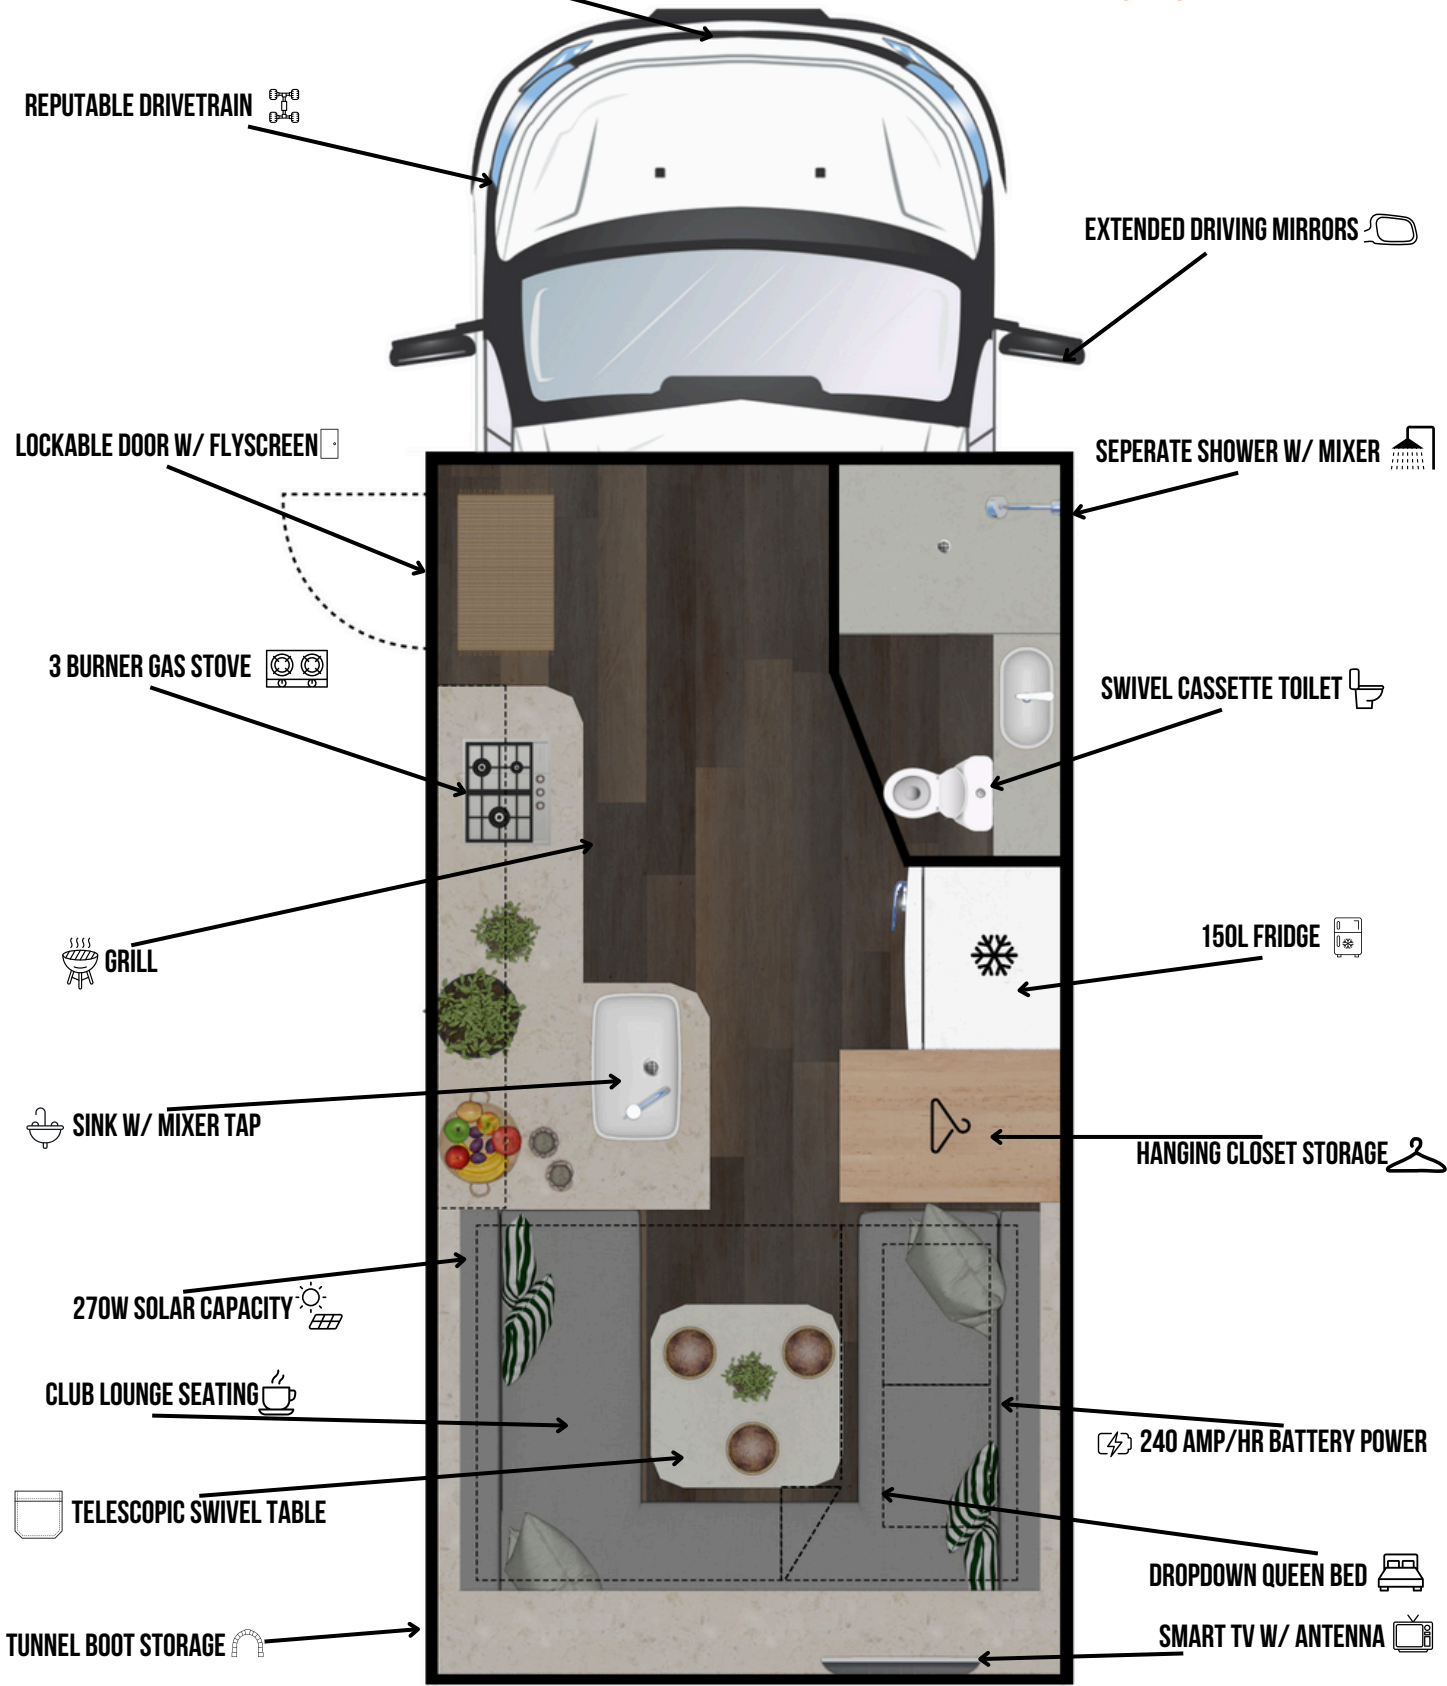 REPUTABLE DRIVETRAIN
EXTENDED DRIVING MIRRORS
LOCKABLE DOOR W/ FLYSCREEN
SEPERATE SHOWER W/ MIXER
3 BURNER GAS STOVE
SWIVEL CASSETTE TOILET
150L FRIDGE
GRILL
SINK W/ MIXER TAP
HANGING CLOSET STORAGE
270W SOLAR CAPACITY
CLUB LOUNGE SEATING
240 AMP/HR BATTERY POWER
TELESCOPIC SWIVEL TABLE
DROPDOWN QUEEN BED
TUNNEL BOOT STORAGE
SMART TV W/ ANTENNA